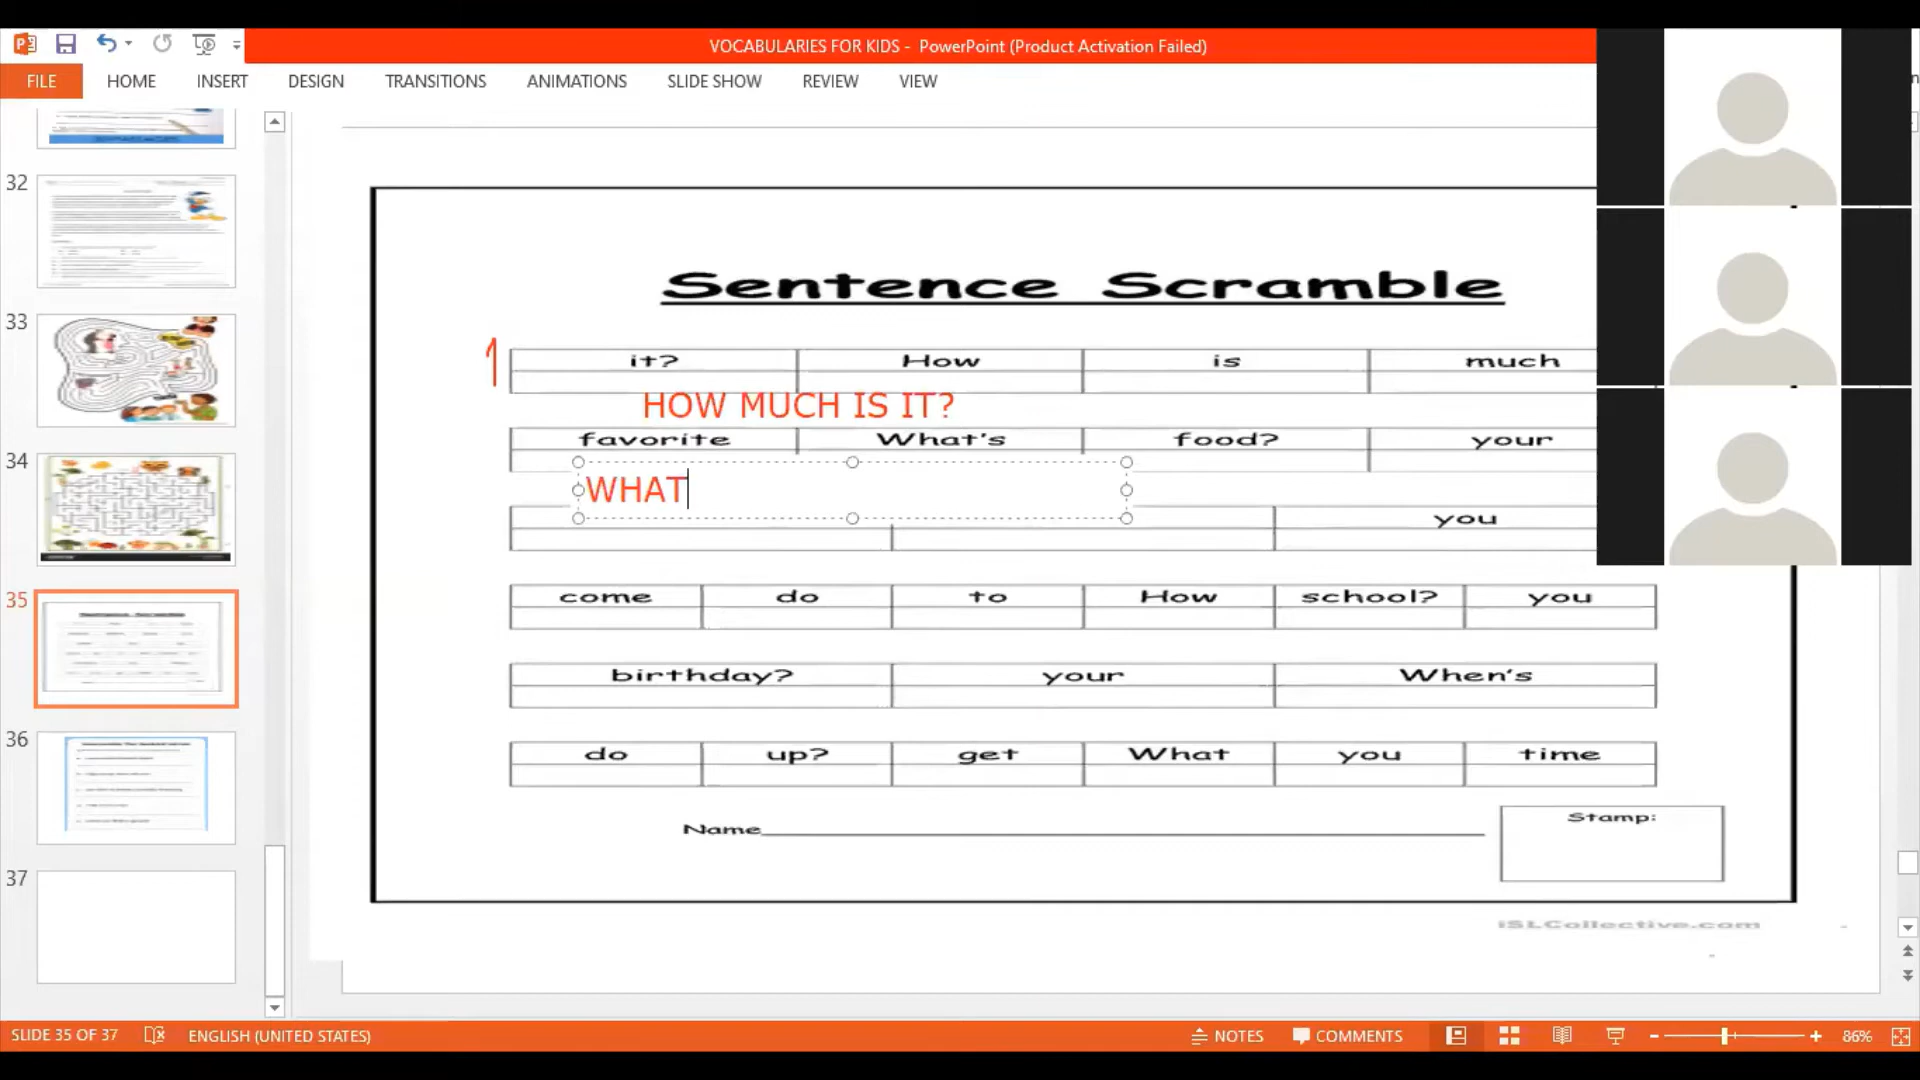 VOCABULARIES FOR KIDS - PowerPoint (Product Activation Failed)
FILE HOME INSERT DESIGN TRANSITIONS ANIMATIONS SLIDE SHOW REVIEW VIEW
32
33
34
35
36
37
Sentence Scramble
1
it? How is much
HOW MUCH IS IT?
favorite What's food? your
WHAT
you
come do to How school? you
birthday? your When's
do up? get What you time
Name
Stamp:
iSLCollective.com
SLIDE 35 OF 37 ENGLISH (UNITED STATES) NOTES COMMENTS 86%